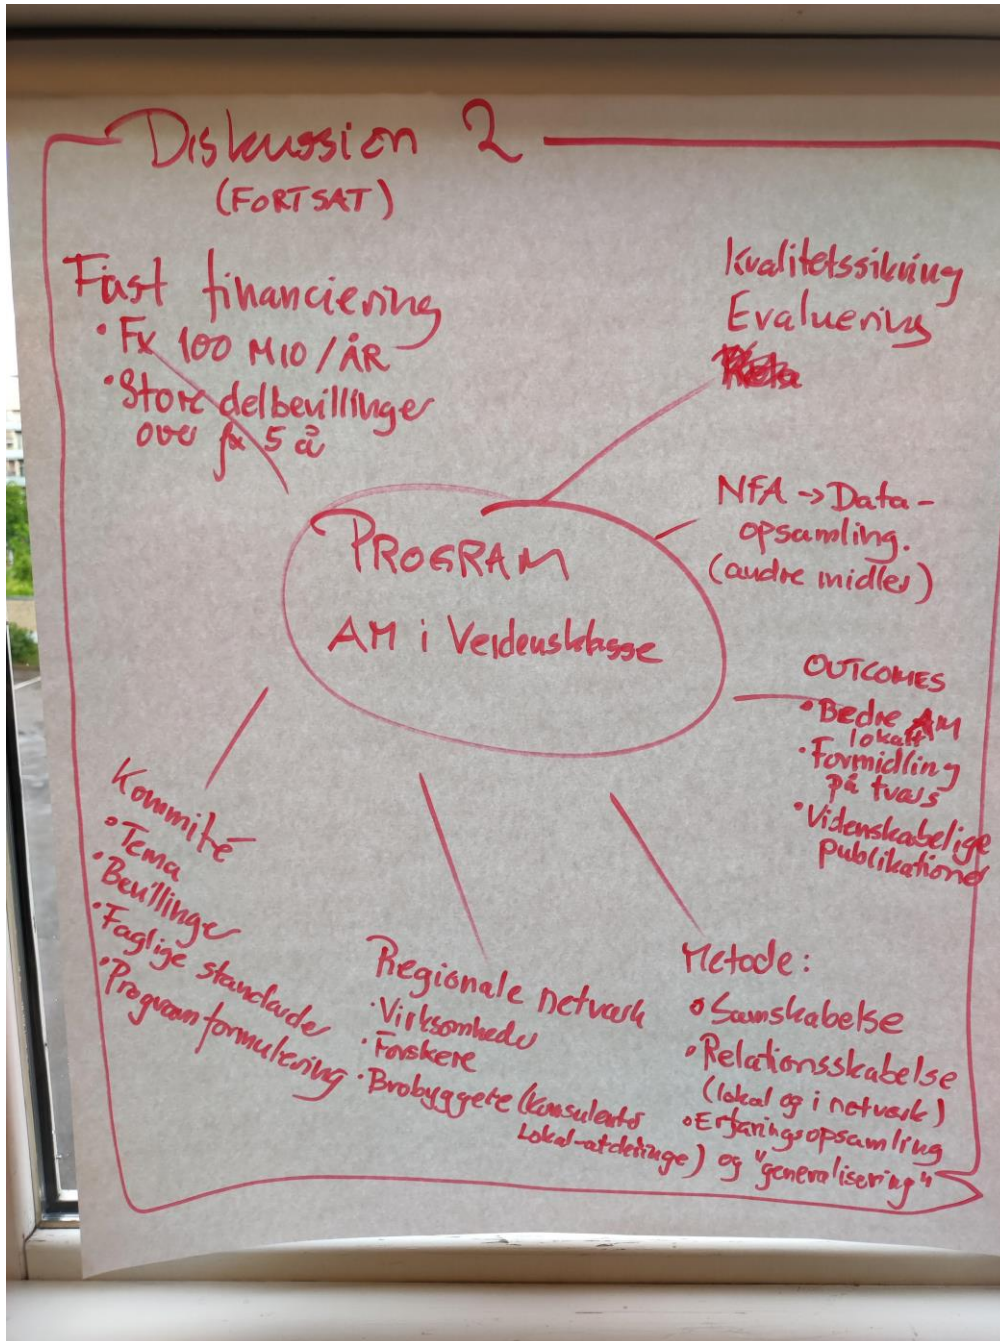 Diskussion 2
(FORTSAT)
Fast financiering
• Fx 100 MIO/ÅR
• Store delbevillinger
over fx 5 å
Kvalitetssikring
Evaluering
NFA -> Data-
opsamling.
(andre midler)
PROGRAM
AM i Verdensklasse
OUTCOMES
• Bedre AM
lokalt
• Formidling
på tværs
• Videnskabelige
publikationer
Kommité
• Tema
• Bevillinger
• Faglige standarder
• Programformulering
Regionale netværk
• Virksomheder
• Forskere
• Brobyggere (konsulenter
Lokal-afdelinge)
Metode:
• Samskabelse
• Relationsskabelse
(lokal og i netværk)
• Erfaringsopsamling
og "generalisering"